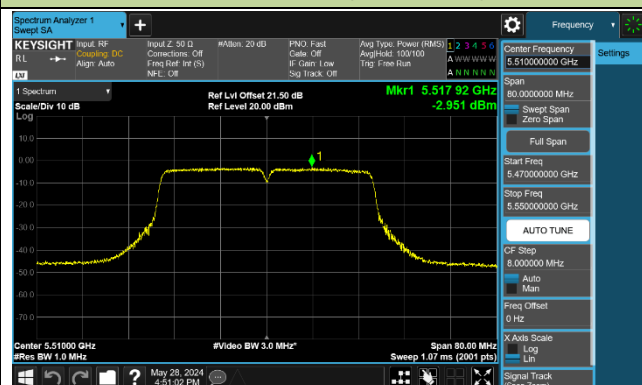 Spectrum Analyzer 1
Swept SA
Frequency
KEYSIGHT Input: RF
RL
Coupling: DC
Align: Auto
LXI
Input Z: 50 Ω
Corrections: Off
Freq Ref: Int (S)
NFE: Off
#Atten: 20 dB
PNO: Fast
Gate: Off
IF Gain: Low
Sig Track: Off
Avg Type: Power (RMS)
Avg|Hold: 100/100
Trig: Free Run
1 2 3 4 5 6
A W W W W W
A N N N N N
Center Frequency
5.510000000 GHz
Settings
Span
80.0000000 MHz
Swept Span
Zero Span
Full Span
Start Freq
5.470000000 GHz
Stop Freq
5.550000000 GHz
AUTO TUNE
CF Step
8.000000 MHz
Auto
Man
Freq Offset
0 Hz
X Axis Scale
Log
Lin
Signal Track
1 Spectrum
Scale/Div 10 dB
Log
Ref Lvl Offset 21.50 dB
Ref Level 20.00 dBm
Mkr1 5.517 92 GHz
-2.951 dBm
10.0
0.00
1
-10.0
-20.0
-30.0
-40.0
-50.0
-60.0
-70.0
Center 5.51000 GHz
#Res BW 1.0 MHz
#Video BW 3.0 MHz*
Span 80.00 MHz
Sweep 1.07 ms (2001 pts)
May 28, 2024
4:51:02 PM